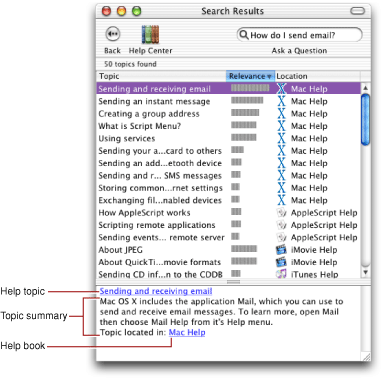 Search Results
How do I send email?
Back Help Center Ask a Question
50 topics found
Topic Relevance Location
Sending and receiving email Mac Help
Sending an instant message Mac Help
Creating a group address Mac Help
What is Script Menu? Mac Help
Using services Mac Help
Sending your a...card to others Mac Help
Sending an add...etooth device Mac Help
Sending and r... SMS messages Mac Help
Storing common...rnet settings Mac Help
Exchanging fil...nabled devices Mac Help
How AppleScript works AppleScript Help
Scripting remote applications AppleScript Help
Sending events... remote server AppleScript Help
About JPEG iMovie Help
About QuickTi...movie formats iMovie Help
Sending CD inf...n to the CDDB iTunes Help
Help topic
Sending and receiving email
Topic summary
Mac OS X includes the application Mail, which you can use to
send and receive email messages. To learn more, open Mail
then choose Mail Help from it's Help menu.
Topic located in: Mac Help
Help book